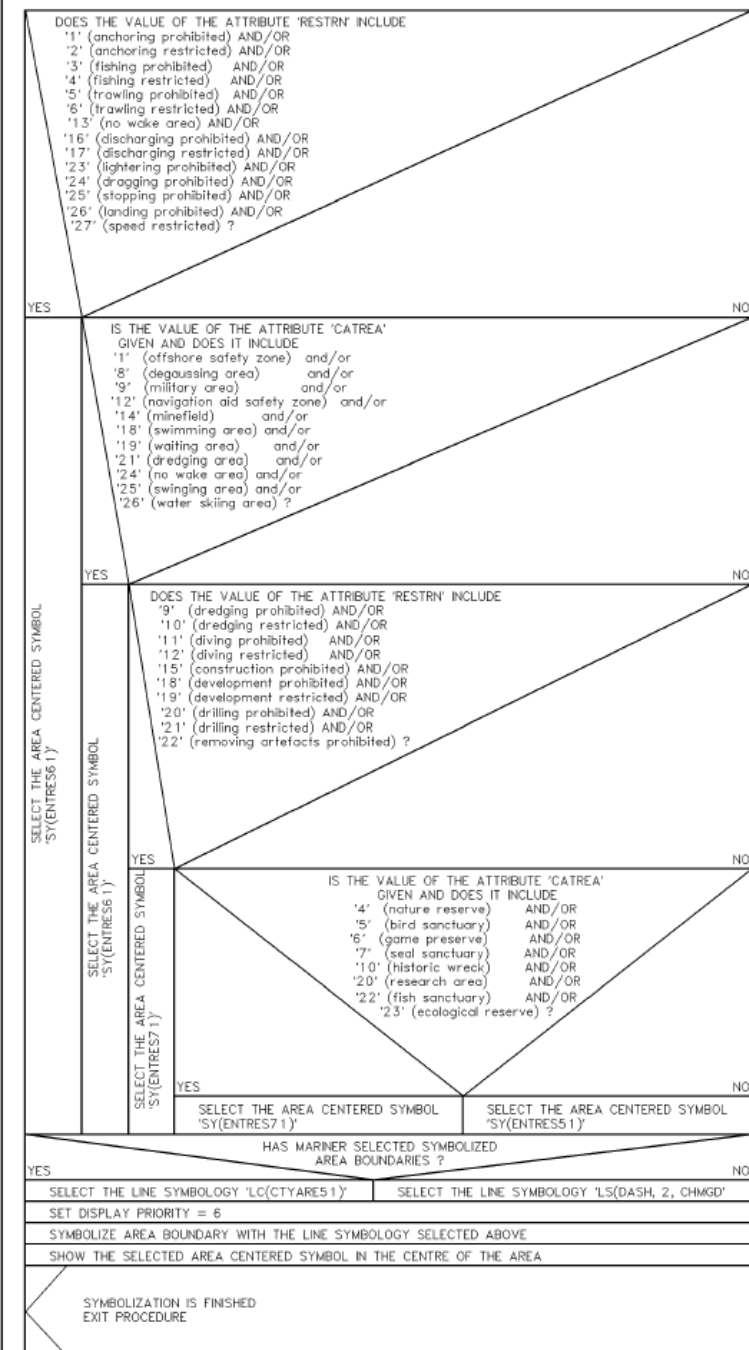 DOES THE VALUE OF THE ATTRIBUTE 'RESTRN' INCLUDE
'1' (anchoring prohibited) AND/OR
'2' (anchoring restricted) AND/OR
'3' (fishing prohibited) AND/OR
'4' (fishing restricted) AND/OR
'5' (trawling prohibited) AND/OR
'6' (trawling restricted) AND/OR
'13' (no wake area) AND/OR
'16' (discharging prohibited) AND/OR
'17' (discharging restricted) AND/OR
'23' (lightering prohibited) AND/OR
'24' (dragging prohibited) AND/OR
'25' (stopping prohibited) AND/OR
'26' (landing prohibited) AND/OR
'27' (speed restricted) ?
YES
NO
IS THE VALUE OF THE ATTRIBUTE 'CATREA'
GIVEN AND DOES IT INCLUDE
'1' (offshore safety zone) and/or
'8' (degaussing area) and/or
'9' (military area) and/or
'12' (navigation aid safety zone) and/or
'14' (minefield) and/or
'18' (swimming area) and/or
'19' (waiting area) and/or
'21' (dredging area) and/or
'24' (no wake area) and/or
'25' (swinging area) and/or
'26' (water skiing area) ?
YES
NO
DOES THE VALUE OF THE ATTRIBUTE 'RESTRN' INCLUDE
'9' (dredging prohibited) AND/OR
'10' (dredging restricted) AND/OR
'11' (diving prohibited) AND/OR
'12' (diving restricted) AND/OR
'15' (construction prohibited) AND/OR
'18' (development prohibited) AND/OR
'19' (development restricted) AND/OR
'20' (drilling prohibited) AND/OR
'21' (drilling restricted) AND/OR
'22' (removing artefacts prohibited) ?
YES
NO
SELECT THE AREA CENTERED SYMBOL
'SY(ENTRES61)'
SELECT THE AREA CENTERED SYMBOL
'SY(ENTRES61)'
SELECT THE AREA CENTERED SYMBOL
'SY(ENTRES71)'
IS THE VALUE OF THE ATTRIBUTE 'CATREA'
GIVEN AND DOES IT INCLUDE
'4' (nature reserve) AND/OR
'5' (bird sanctuary) AND/OR
'6' (game preserve) AND/OR
'7' (seal sanctuary) AND/OR
'10' (historic wreck) AND/OR
'20' (research area) AND/OR
'22' (fish sanctuary) AND/OR
'23' (ecological reserve) ?
YES
NO
SELECT THE AREA CENTERED SYMBOL
'SY(ENTRES71)'
SELECT THE AREA CENTERED SYMBOL
'SY(ENTRES51)'
HAS MARINER SELECTED SYMBOLIZED
AREA BOUNDARIES ?
YES
NO
SELECT THE LINE SYMBOLOGY 'LC(CTYARE51)'
SELECT THE LINE SYMBOLOGY 'LS(DASH, 2, CHMGD'
SET DISPLAY PRIORITY = 6
SYMBOLIZE AREA BOUNDARY WITH THE LINE SYMBOLOGY SELECTED ABOVE
SHOW THE SELECTED AREA CENTERED SYMBOL IN THE CENTRE OF THE AREA
SYMBOLIZATION IS FINISHED
EXIT PROCEDURE